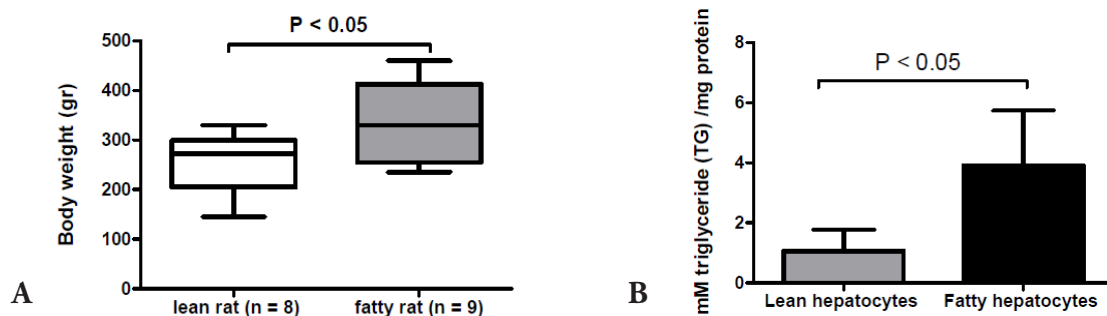 P < 0.05
500
400
300
200
100
0
Body weight (gr)
lean rat (n = 8)
fatty rat (n = 9)
A
P < 0.05
8
6
4
2
0
mM triglyceride (TG) /mg protein
Lean hepatocytes
Fatty hepatocytes
B